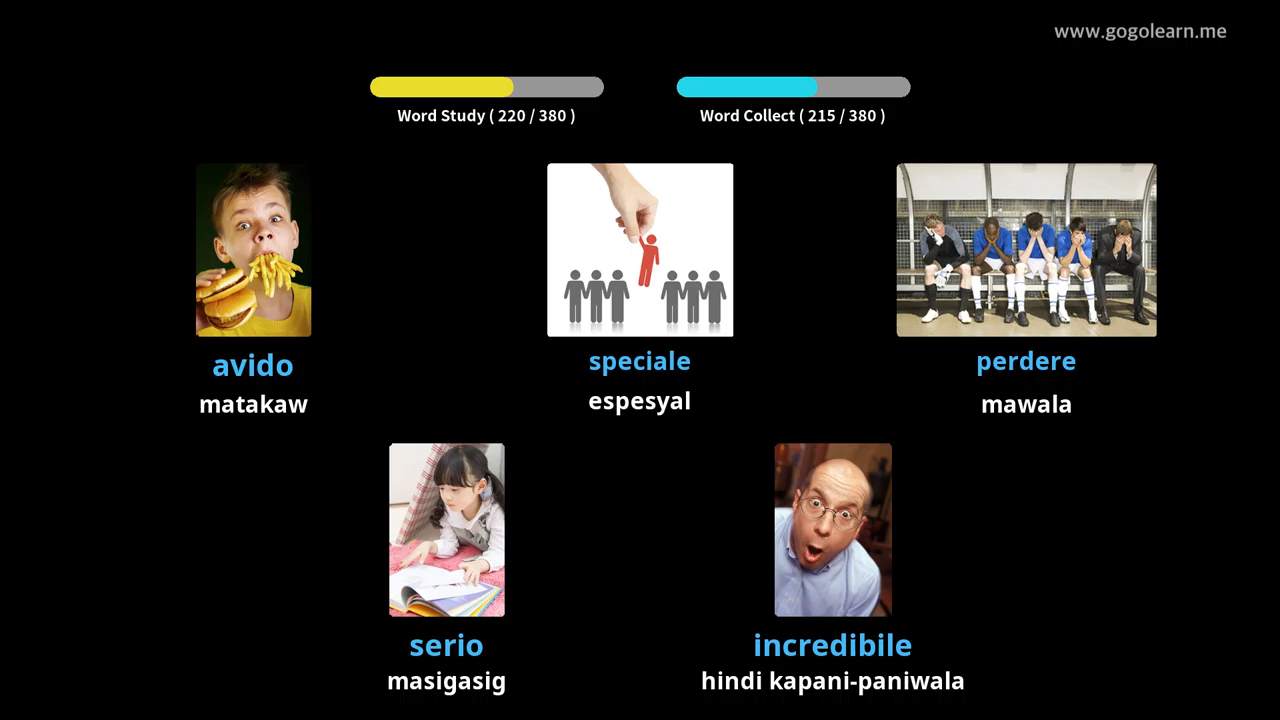 www.gogolearn.me
Word Study ( 220 / 380 )
Word Collect ( 215 / 380 )
avido
matakaw
speciale
espesyal
perdere
mawala
serio
masigasig
incredibile
hindi kapani-paniwala